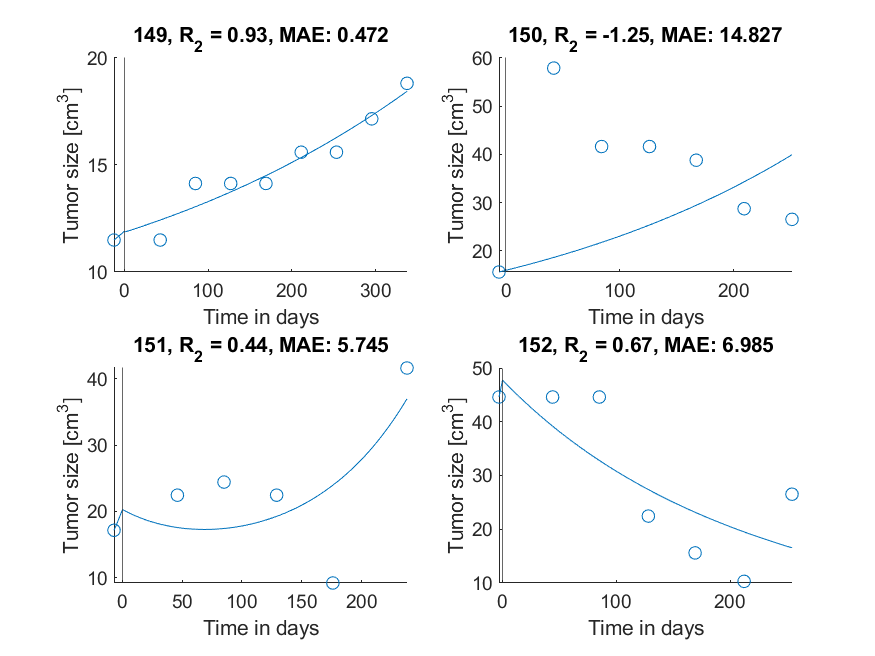 149, R₂ = 0.93, MAE: 0.472
20
15
10
Tumor size [cm³]
0 100 200 300
Time in days
150, R₂ = -1.25, MAE: 14.827
60
50
40
30
20
Tumor size [cm³]
0 100 200
Time in days
151, R₂ = 0.44, MAE: 5.745
40
30
20
10
Tumor size [cm³]
0 50 100 150 200
Time in days
152, R₂ = 0.67, MAE: 6.985
50
40
30
20
10
Tumor size [cm³]
0 100 200
Time in days